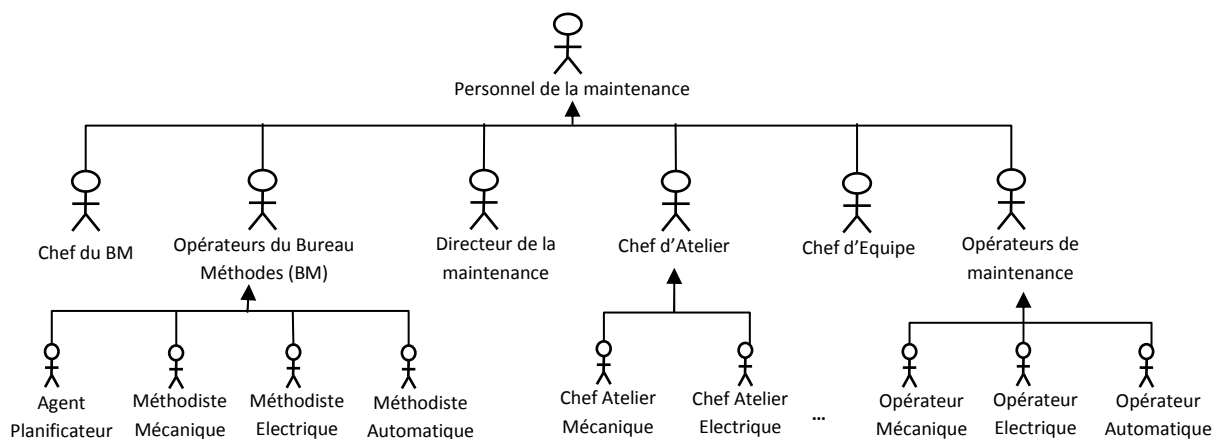 Personnel de la maintenance
Chef du BM
Opérateurs du Bureau
Méthodes (BM)
Directeur de la
maintenance
Chef d’Atelier
Chef d’Equipe
Opérateurs de
maintenance
Agent
Planificateur
Méthodiste
Mécanique
Méthodiste
Electrique
Méthodiste
Automatique
Chef Atelier
Mécanique
Chef Atelier
Electrique
...
Opérateur
Mécanique
Opérateur
Electrique
Opérateur
Automatique